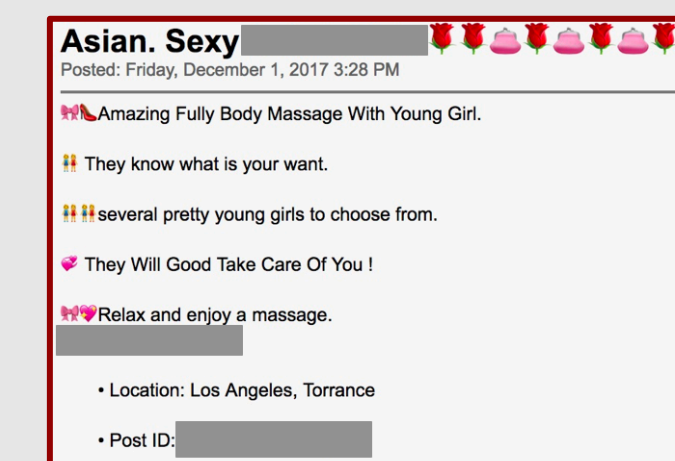 Asian. Sexy
Posted: Friday, December 1, 2017 3:28 PM
Amazing Fully Body Massage With Young Girl.
They know what is your want.
several pretty young girls to choose from.
They Will Good Take Care Of You !
Relax and enjoy a massage.
• Location: Los Angeles, Torrance
• Post ID: